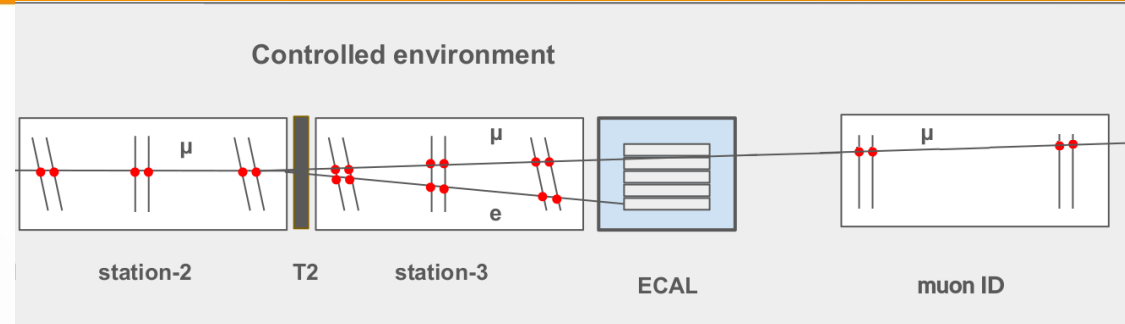 Controlled environment
μ
μ
μ
e
station-2
T2
station-3
ECAL
muon ID